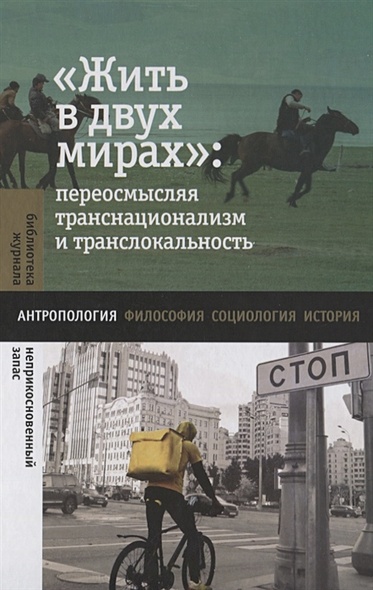 «Жить
в двух
мирах»:
переосмысляя
транснационализм
и транслокальность
библиотека
журнала
АНТРОПОЛОГИЯ ФИЛОСОФИЯ СОЦИОЛОГИЯ ИСТОРИЯ
неприкосновенный
запас
СТОП